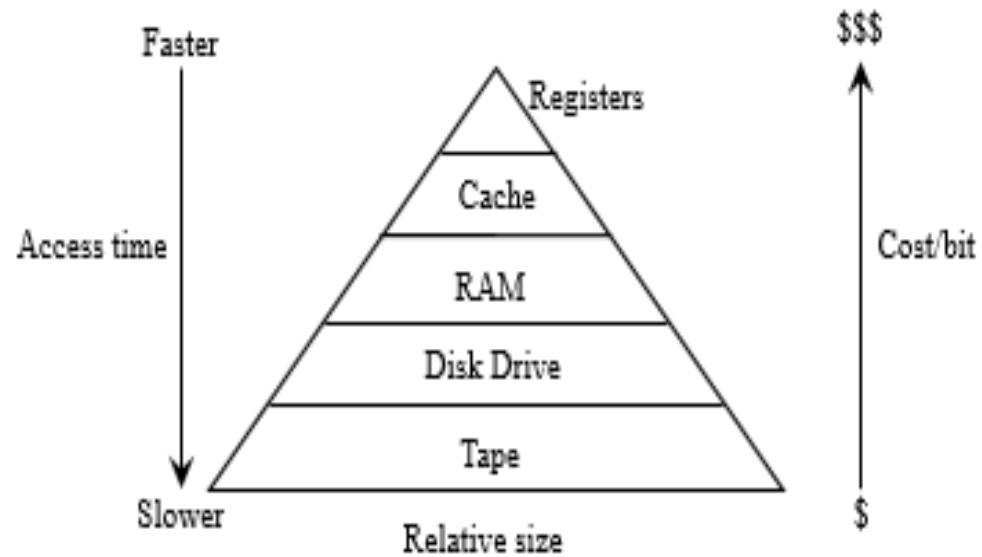 Faster
$$$
Registers
Cache
Access time
Cost/bit
RAM
Disk Drive
Tape
Slower
$
Relative size